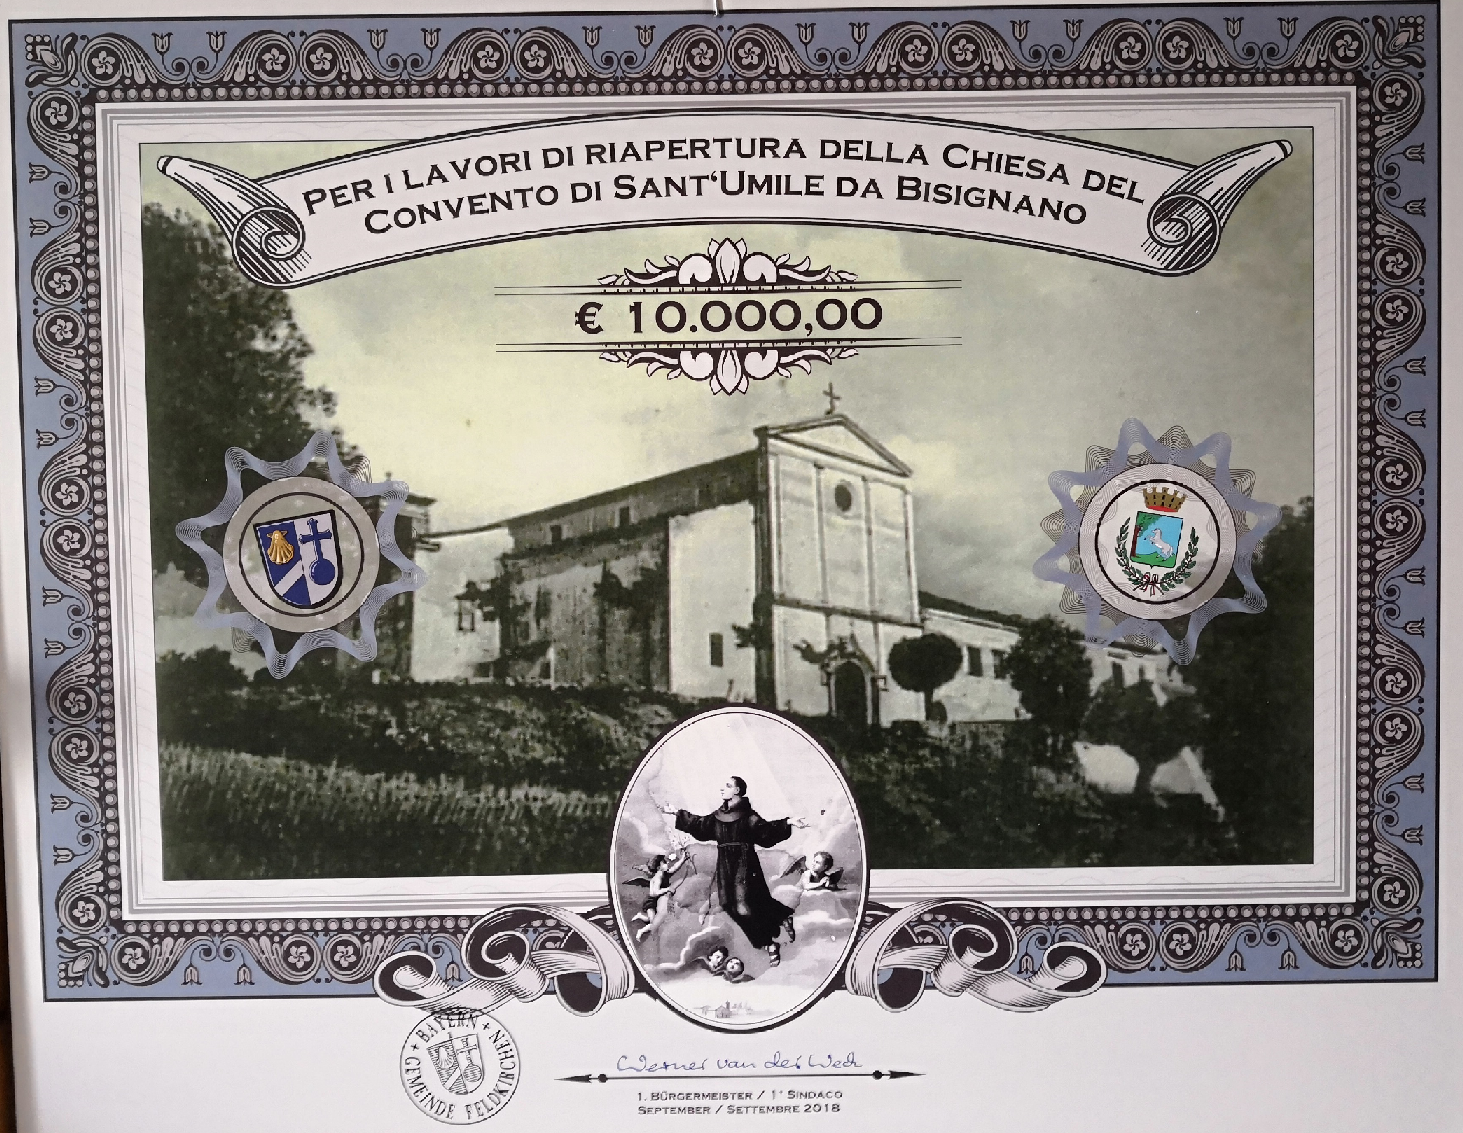 PER I LAVORI DI RIAPERTURA DELLA CHIESA DEL
CONVENTO DI SANT‘UMILE DA BISIGNANO
€ 10.000,00
+ BAYERN +
GEMEINDE FELDKIRCHEN
Werner van der Weck
1. BÜRGERMEISTER / 1° SINDACO
SEPTEMBER / SETTEMBRE 2018